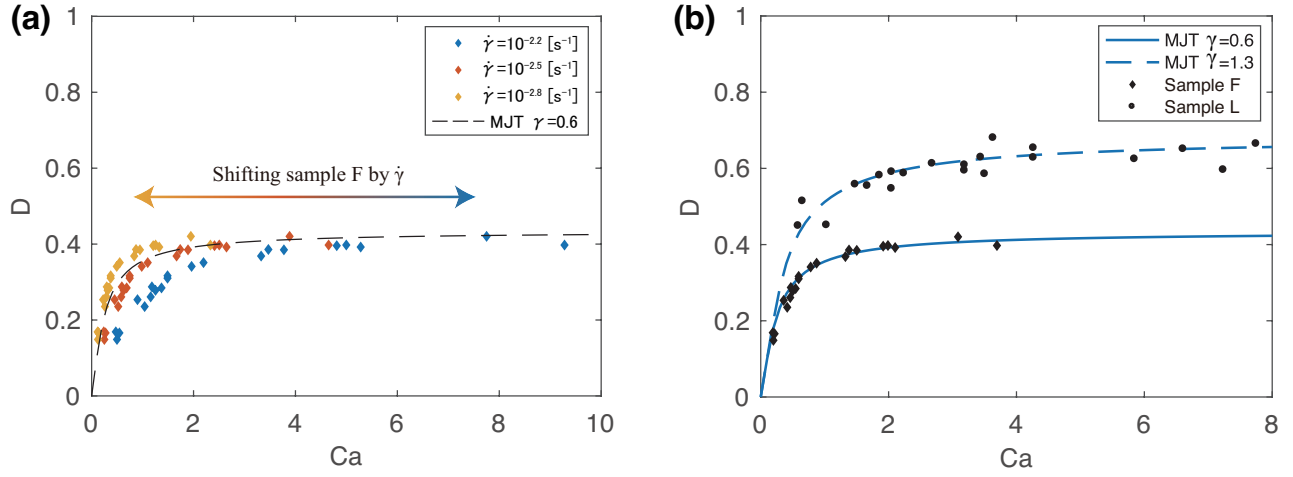 (a)
1
0.8
0.6
0.4
0.2
0
D
0 2 4 6 8 10
Ca
γ̇=10⁻²·² [s⁻¹]
γ̇=10⁻²·⁵ [s⁻¹]
γ̇=10⁻²·⁸ [s⁻¹]
MJT γ=0.6
Shifting sample F by γ̇
(b)
1
0.8
0.6
0.4
0.2
0
D
0 2 4 6 8
Ca
MJT γ=0.6
MJT γ=1.3
Sample F
Sample L